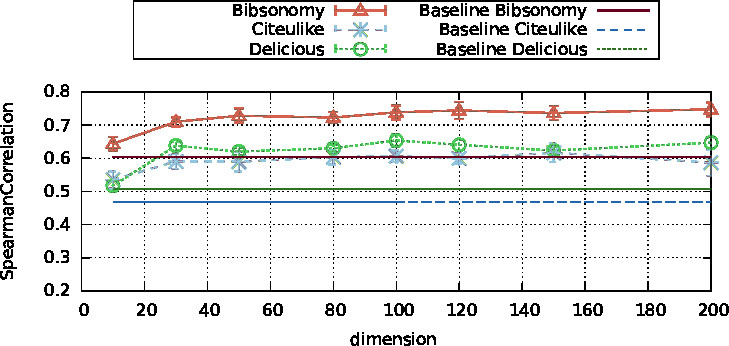 Bibsonomy Baseline Bibsonomy
Citeulike Baseline Citeulike
Delicious Baseline Delicious
0.8
0.7
0.6
0.5
0.4
0.3
0.2
SpearmanCorrelation
0 20 40 60 80 100 120 140 160 180 200
dimension